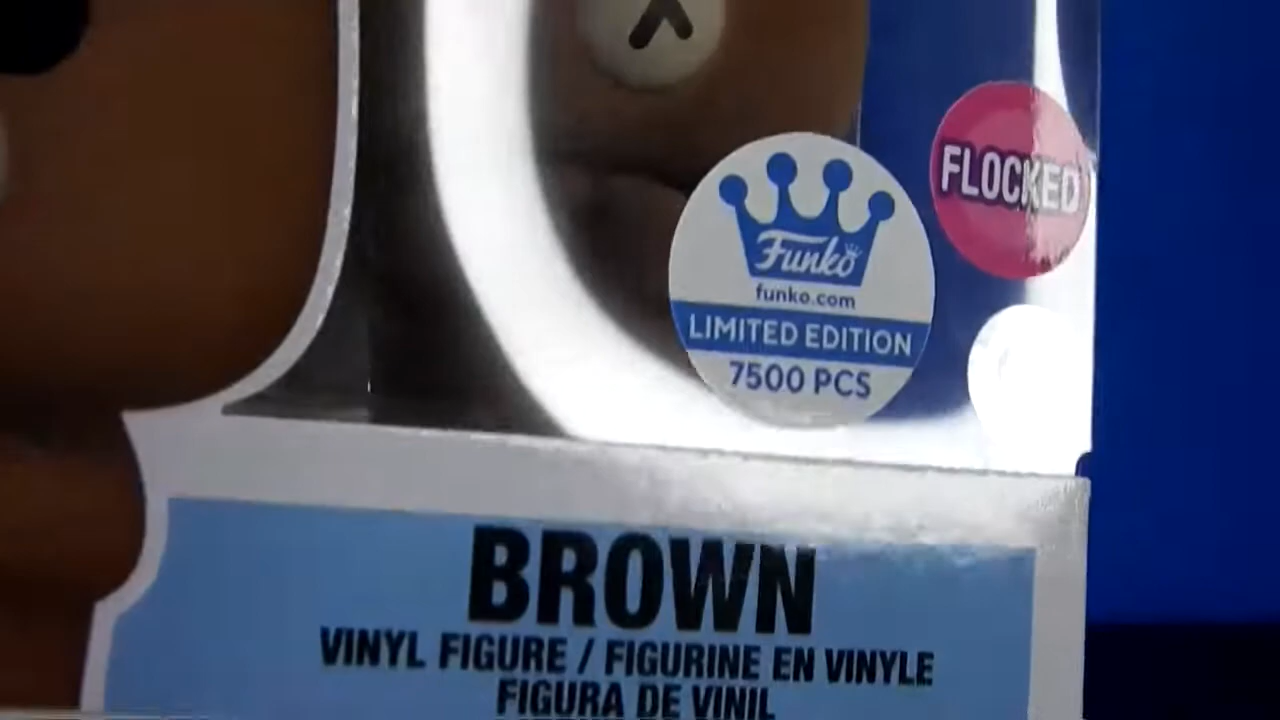 FLOCKED
Funko
funko.com
LIMITED EDITION
7500 PCS
BROWN
VINYL FIGURE / FIGURINE EN VINYLE
FIGURA DE VINIL